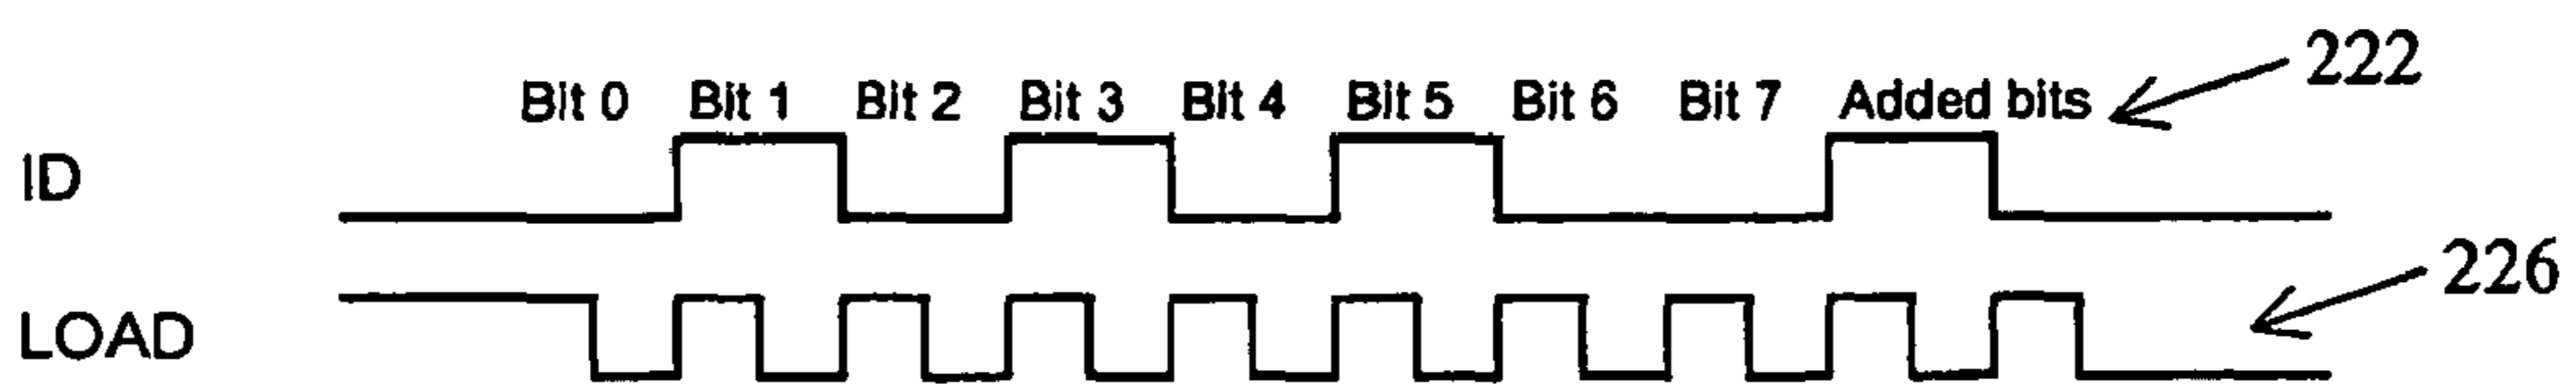 Bit 0 Bit 1 Bit 2 Bit 3 Bit 4 Bit 5 Bit 6 Bit 7 Added bits 222
ID
226
LOAD